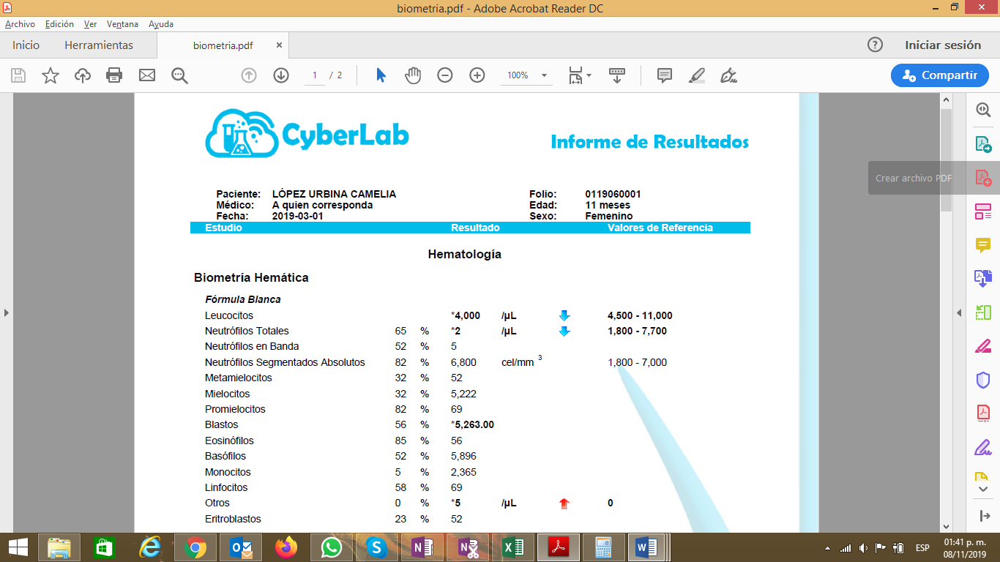 biometria.pdf - Adobe Acrobat Reader DC
Archivo Edición Ver Ventana Ayuda
Inicio Herramientas biometria.pdf × Iniciar sesión
1 / 2 100% Compartir
CyberLab
Informe de Resultados
Crear archivo PDF
Paciente: LÓPEZ URBINA CAMELIA Folio: 0119060001
Médico: A quien corresponda Edad: 11 meses
Fecha: 2019-03-01 Sexo: Femenino
Estudio Resultado Valores de Referencia
Hematología
Biometría Hemática
Fórmula Blanca
Leucocitos *4,000 /µL 4,500 - 11,000
Neutrófilos Totales 65 % *2 /µL 1,800 - 7,700
Neutrófilos en Banda 52 % 5
Neutrófilos Segmentados Absolutos 82 % 6,800 cel/mm 3 1,800 - 7,000
Metamielocitos 32 % 52
Mielocitos 32 % 5,222
Promielocitos 82 % 69
Blastos 56 % *5,263.00
Eosinófilos 85 % 56
Basófilos 52 % 5,896
Monocitos 5 % 2,365
Linfocitos 58 % 69
Otros 0 % *5 /µL 0
Eritroblastos 23 % 52
ESP 01:41 p. m.
08/11/2019